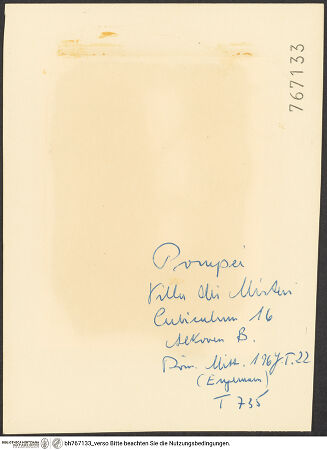 767133
Pompei
Villa dei Misteri
Cubiculum 16
Alkoven B.
Röm. Mitt. 1967 T. 22
(Engemann)
T 735
bh767133_verso Bitte beachten Sie die Nutzungsbedingungen.